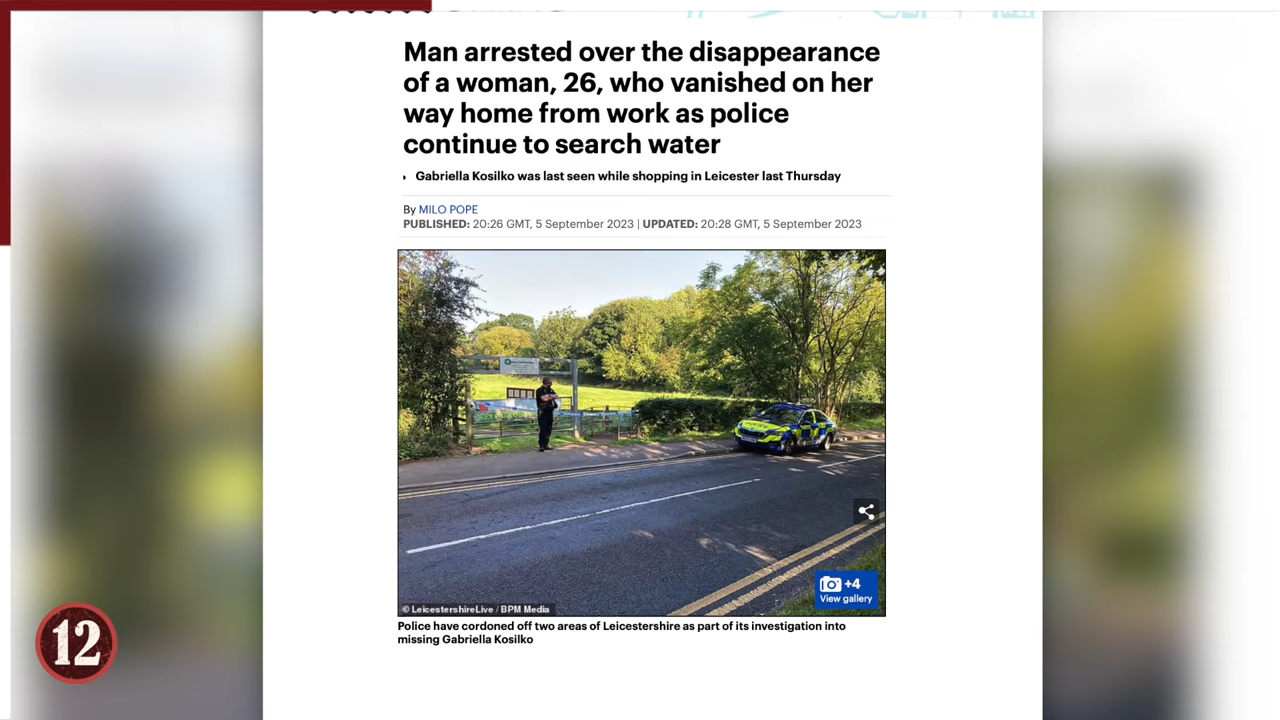 Man arrested over the disappearance
of a woman, 26, who vanished on her
way home from work as police
continue to search water
Gabriella Kosilko was last seen while shopping in Leicester last Thursday
By MILO POPE
PUBLISHED: 20:26 GMT, 5 September 2023 | UPDATED: 20:28 GMT, 5 September 2023
+4
View gallery
© LeicestershireLive / BPM Media
Police have cordoned off two areas of Leicestershire as part of its investigation into
missing Gabriella Kosilko
12